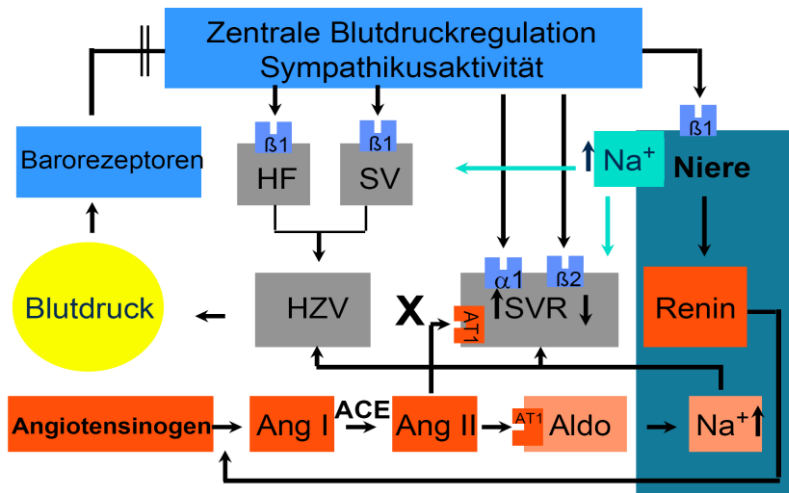 Zentrale Blutdruckregulation
Sympathikusaktivität
ß1
ß1
ß1
Barorezeptoren
HF
SV
Na⁺
Niere
α1
ß2
Blutdruck
HZV
X
AT1
SVR
Renin
Angiotensinogen
Ang I
ACE
Ang II
AT1
Aldo
Na⁺